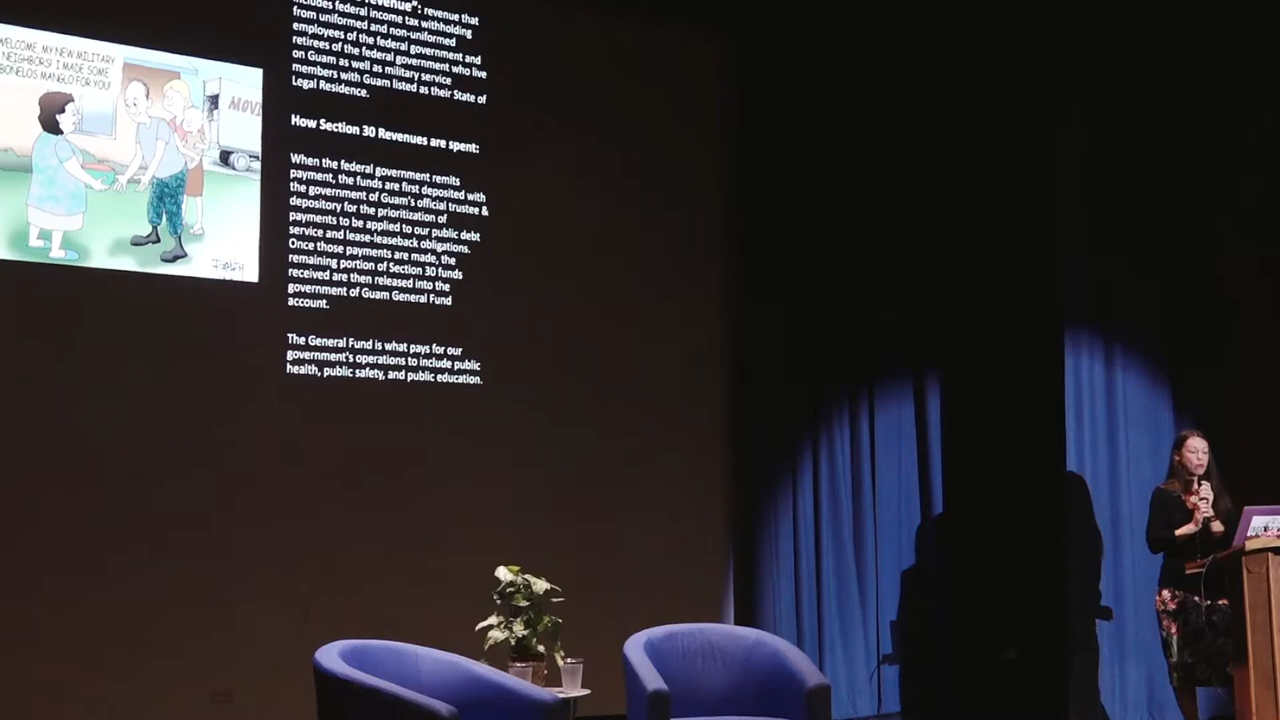 WELCOME, MY NEW MILITARY
NEIGHBORS! I MADE SOME
BONELOS MANGLO FOR YOU!
MOVI
revenue": revenue that
includes federal income tax withholding
from uniformed and non-uniformed
employees of the federal government and
retirees of the federal government who live
on Guam as well as military service
members with Guam listed as their State of
Legal Residence.
How Section 30 Revenues are spent:
When the federal government remits
payment, the funds are first deposited with
the government of Guam's official trustee &
depository for the prioritization of
payments to be applied to our public debt
service and lease-leaseback obligations.
Once those payments are made, the
remaining portion of Section 30 funds
received are then released into the
government of Guam General Fund
account.
The General Fund is what pays for our
government's operations to include public
health, public safety, and public education.